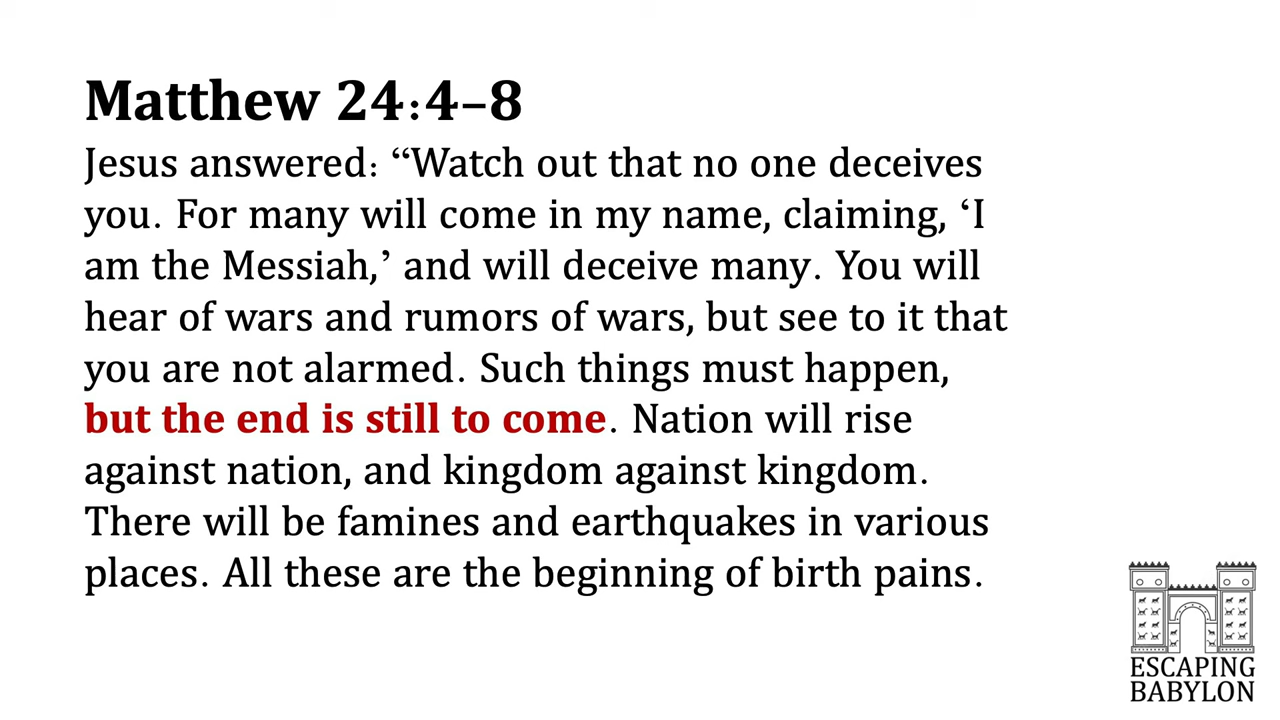 Matthew 24:4–8
Jesus answered: “Watch out that no one deceives
you. For many will come in my name, claiming, ‘I
am the Messiah,’ and will deceive many. You will
hear of wars and rumors of wars, but see to it that
you are not alarmed. Such things must happen,
but the end is still to come. Nation will rise
against nation, and kingdom against kingdom.
There will be famines and earthquakes in various
places. All these are the beginning of birth pains.
ESCAPING
BABYLON